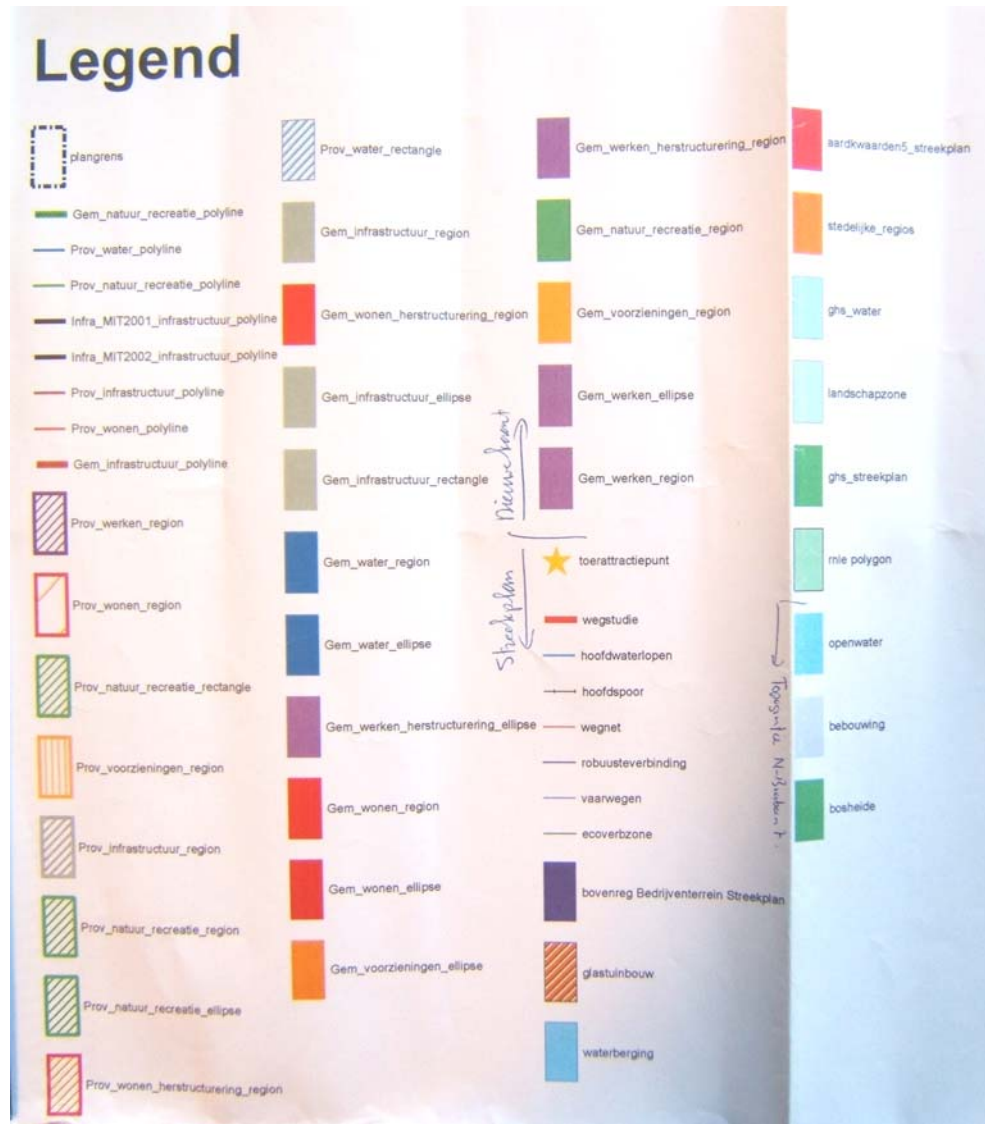 Legend
plangrens
Gem_natuur_recreatie_polyline
Prov_water_polyline
Prov_natuur_recreatie_polyline
Infra_MIT2001_infrastructuur_polyline
Infra_MIT2002_infrastructuur_polyline
Prov_infrastructuur_polyline
Prov_wonen_polyline
Gem_infrastructuur_polyline
Prov_werken_region
Prov_wonen_region
Prov_natuur_recreatie_rectangle
Prov_voorzieningen_region
Prov_infrastructuur_region
Prov_natuur_recreatie_region
Prov_natuur_recreatie_ellipse
Prov_wonen_herstructurering_region
Prov_water_rectangle
Gem_infrastructuur_region
Gem_wonen_herstructurering_region
Gem_infrastructuur_ellipse
Gem_infrastructuur_rectangle
Gem_water_region
Gem_water_ellipse
Gem_werken_herstructurering_ellipse
Gem_wonen_region
Gem_wonen_ellipse
Gem_voorzieningen_ellipse
Nieuwe kaart
Streekplan
Gem_werken_herstructurering_region
Gem_natuur_recreatie_region
Gem_voorzieningen_region
Gem_werken_ellipse
Gem_werken_region
toerattractiepunt
wegstudie
hoofdwaterlopen
hoofdspoor
wegnet
robuusteverbinding
vaarwegen
ecoverbzone
bovenreg Bedrijventerrein Streekplan
glastuinbouw
waterberging
aardkwaarden5_streekplan
stedelijke_regios
ghs_water
landschapzone
ghs_streekplan
rnle polygon
openwater
bebouwing
bosheide
N-Brabant.